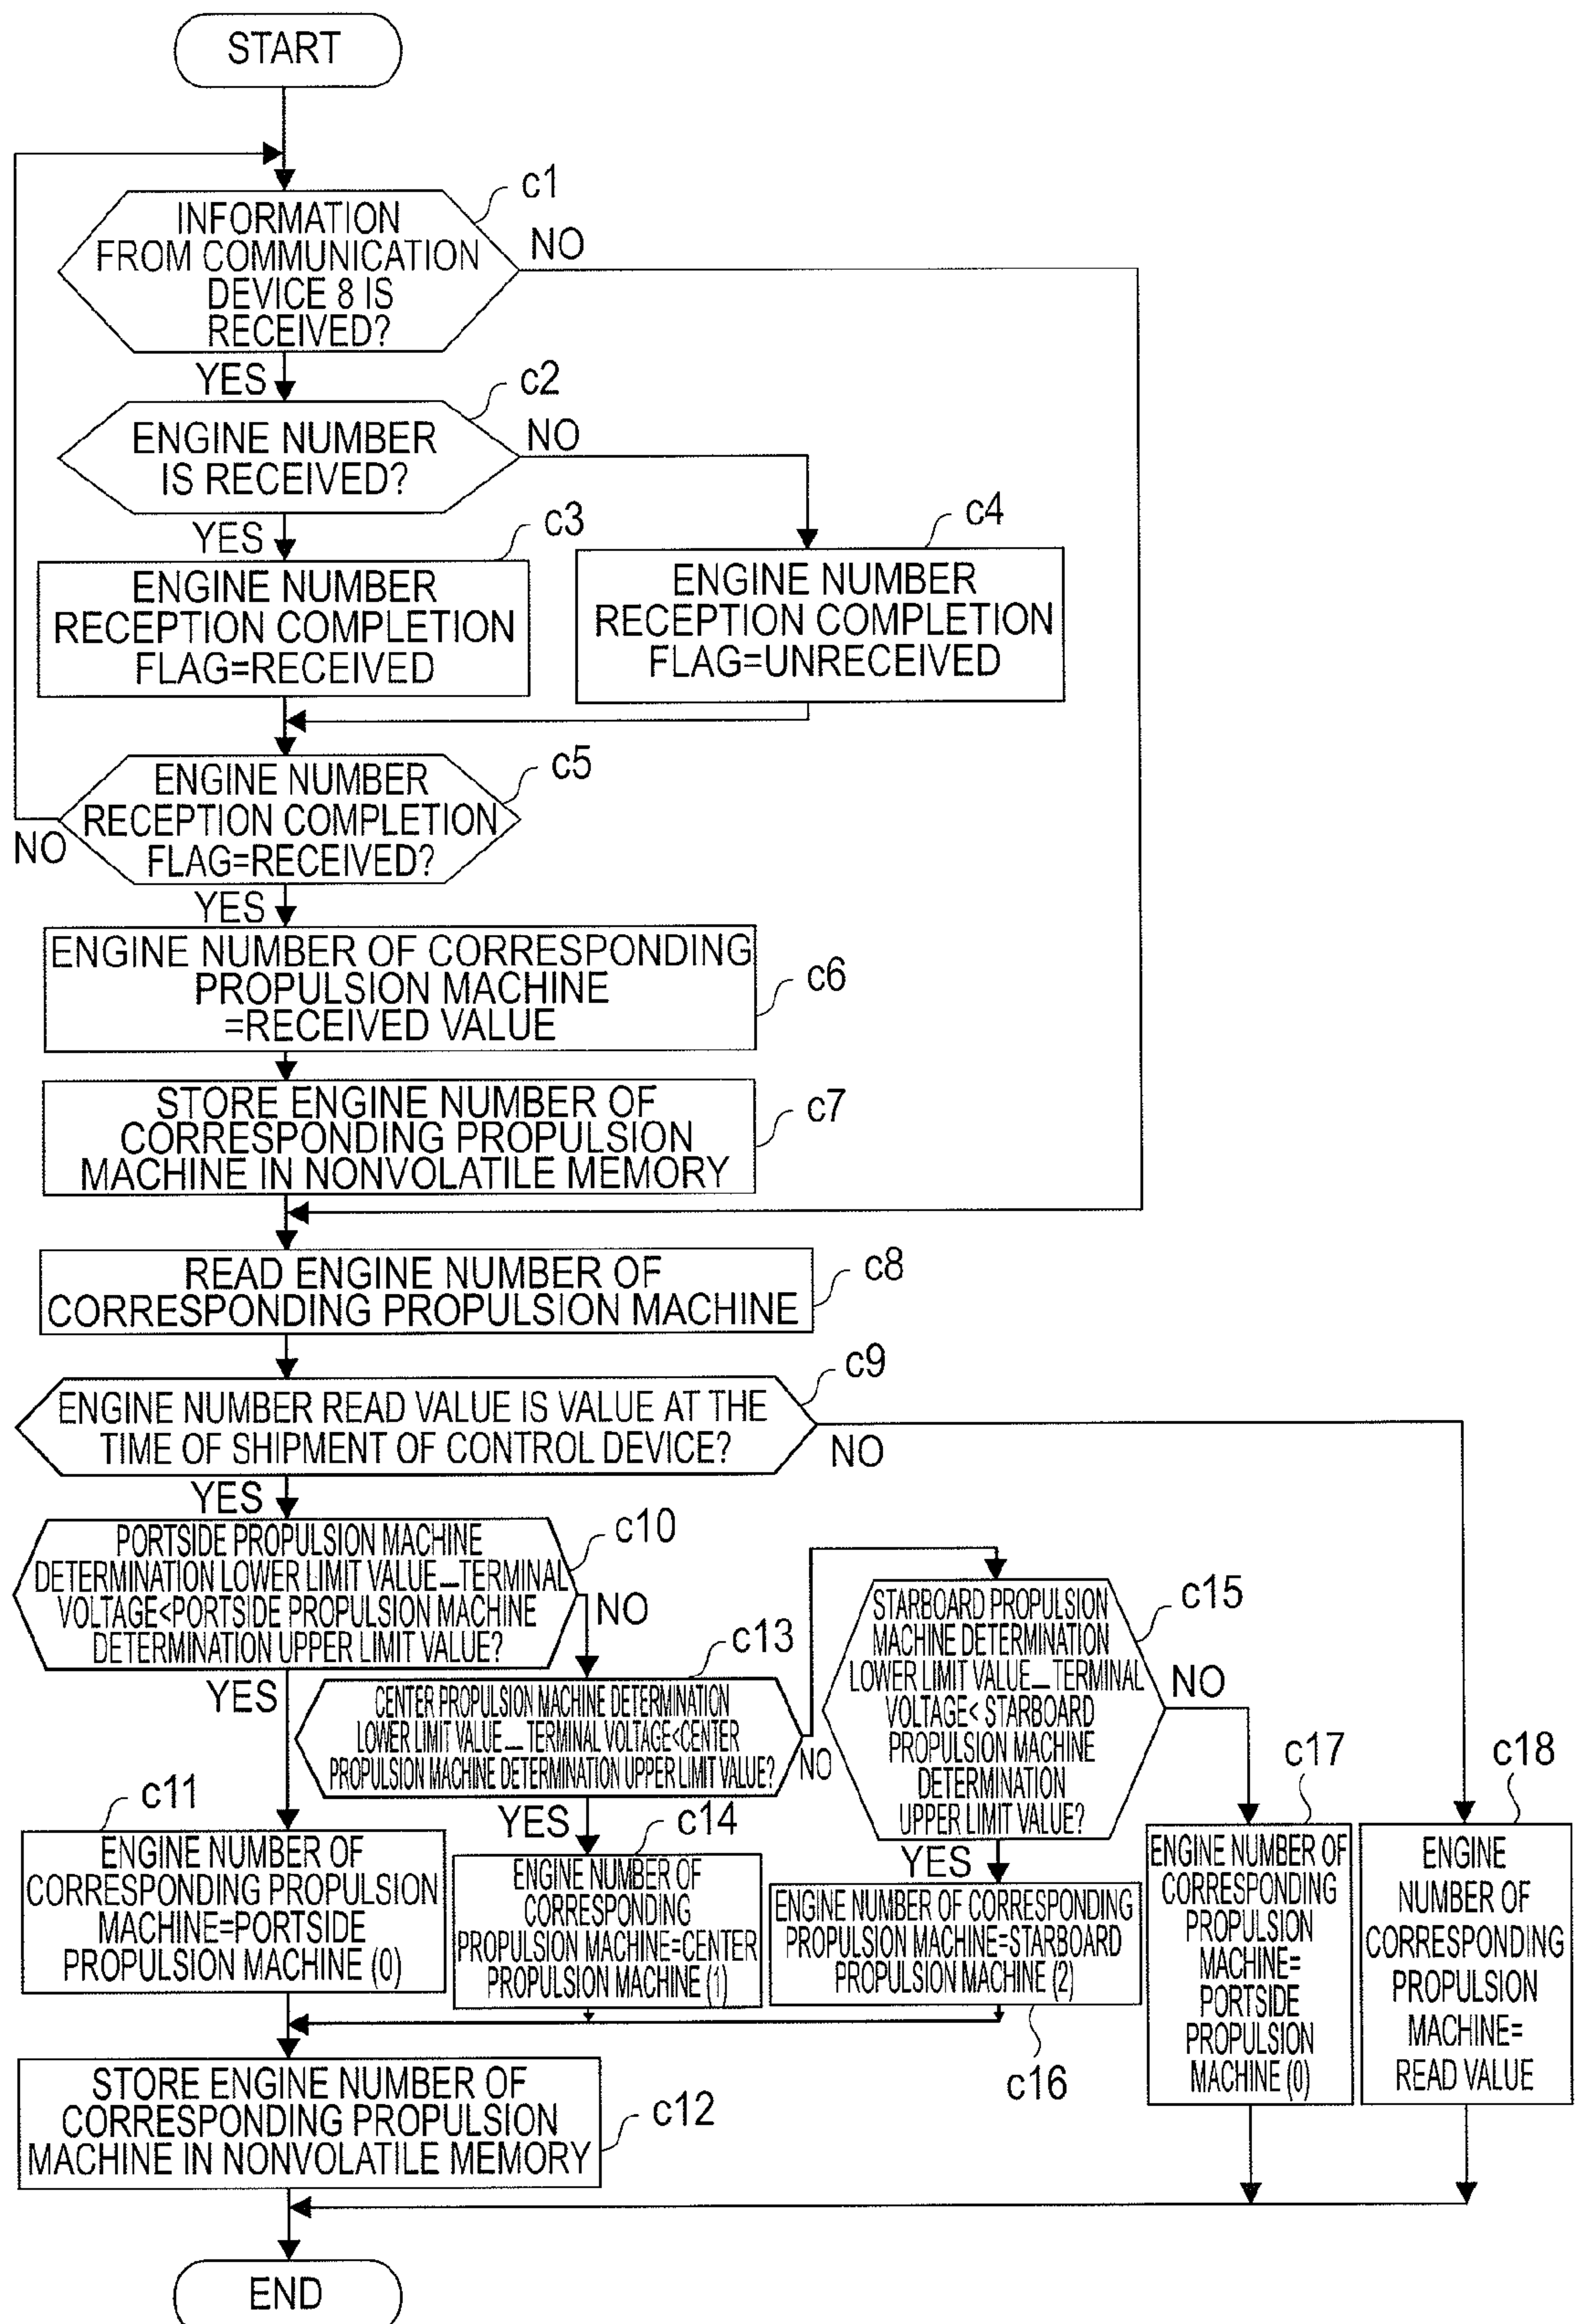 START
c1
INFORMATION
FROM COMMUNICATION
DEVICE 8 IS
RECEIVED?
NO
YES
c2
ENGINE NUMBER
IS RECEIVED?
NO
YES
c3
ENGINE NUMBER
RECEPTION COMPLETION
FLAG=RECEIVED
c4
ENGINE NUMBER
RECEPTION COMPLETION
FLAG=UNRECEIVED
c5
ENGINE NUMBER
RECEPTION COMPLETION
FLAG=RECEIVED?
NO
YES
ENGINE NUMBER OF CORRESPONDING
PROPULSION MACHINE
=RECEIVED VALUE
c6
STORE ENGINE NUMBER OF
CORRESPONDING PROPULSION
MACHINE IN NONVOLATILE MEMORY
c7
READ ENGINE NUMBER OF
CORRESPONDING PROPULSION MACHINE
c8
c9
ENGINE NUMBER READ VALUE IS VALUE AT THE
TIME OF SHIPMENT OF CONTROL DEVICE?
NO
YES
c10
PORTSIDE PROPULSION MACHINE
DETERMINATION LOWER LIMIT VALUE_TERMINAL
VOLTAGE<PORTSIDE PROPULSION MACHINE
DETERMINATION UPPER LIMIT VALUE?
NO
YES
c13
CENTER PROPULSION MACHINE DETERMINATION
LOWER LIMIT VALUE_ TERMINAL VOLTAGE<CENTER
PROPULSION MACHINE DETERMINATION UPPER LIMIT VALUE?
NO
YES
c15
STARBOARD PROPULSION
MACHINE DETERMINATION
LOWER LIMIT VALUE_TERMINAL
VOLTAGE< STARBOARD
PROPULSION MACHINE
DETERMINATION
UPPER LIMIT VALUE?
NO
YES
c11
ENGINE NUMBER OF
CORRESPONDING PROPULSION
MACHINE=PORTSIDE
PROPULSION MACHINE (0)
c14
ENGINE NUMBER OF
CORRESPONDING
PROPULSION MACHINE=CENTER
PROPULSION MACHINE (1)
ENGINE NUMBER OF CORRESPONDING
PROPULSION MACHINE=STARBOARD
PROPULSION MACHINE (2)
c16
c17
ENGINE NUMBER OF
CORRESPONDING
PROPULSION
MACHINE=
PORTSIDE
PROPULSION
MACHINE (0)
c18
ENGINE
NUMBER OF
CORRESPONDING
PROPULSION
MACHINE=
READ VALUE
STORE ENGINE NUMBER OF
CORRESPONDING PROPULSION
MACHINE IN NONVOLATILE MEMORY
c12
END